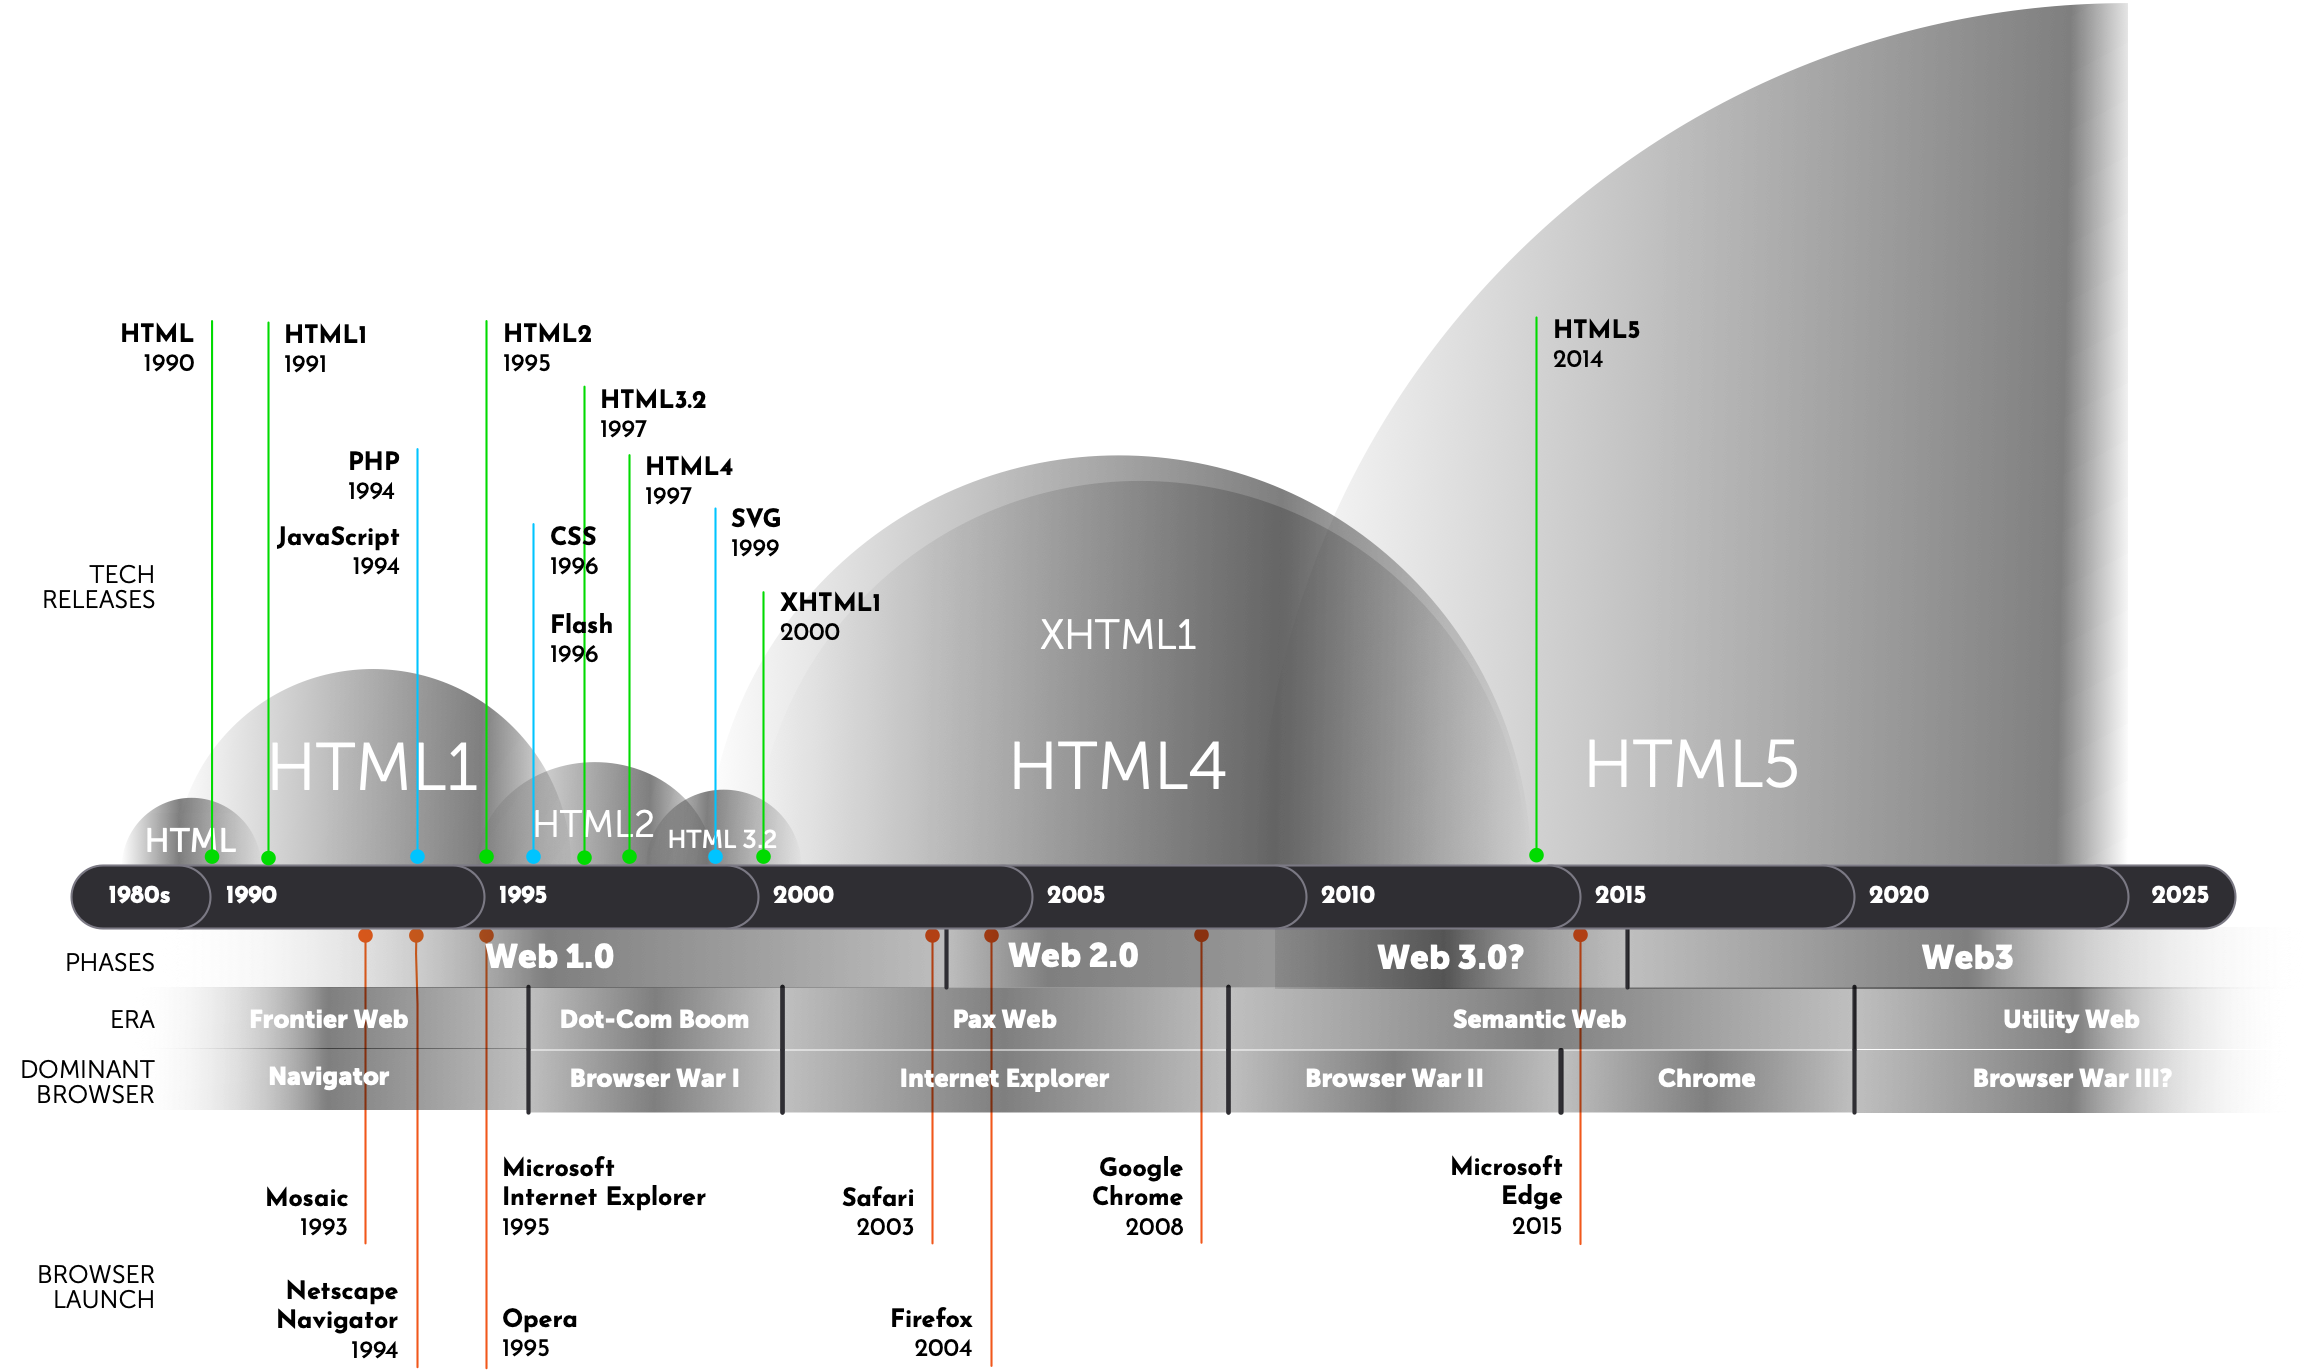 HTML
1990
HTML1
1991
HTML2
1995
HTML5
2014
HTML3.2
1997
PHP
1994
HTML4
1997
SVG
1999
JavaScript
1994
CSS
1996
TECH
RELEASES
XHTML1
2000
Flash
1996
XHTML1
HTML
HTML1
HTML2
HTML 3.2
HTML4
HTML5
1980s
1990
1995
2000
2005
2010
2015
2020
2025
PHASES
Web 1.0
Web 2.0
Web 3.0?
Web3
ERA
Frontier Web
Dot-Com Boom
Pax Web
Semantic Web
Utility Web
DOMINANT
BROWSER
Navigator
Browser War I
Internet Explorer
Browser War II
Chrome
Browser War III?
Mosaic
1993
Microsoft
Internet Explorer
1995
Safari
2003
Google
Chrome
2008
Microsoft
Edge
2015
BROWSER
LAUNCH
Netscape
Navigator
1994
Opera
1995
Firefox
2004